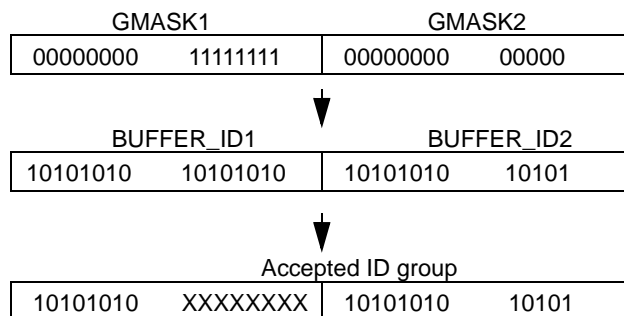 GMASK1 GMASK2
00000000 11111111 00000000 00000
BUFFER_ID1 BUFFER_ID2
10101010 10101010 10101010 10101
Accepted ID group
10101010 XXXXXXXX 10101010 10101